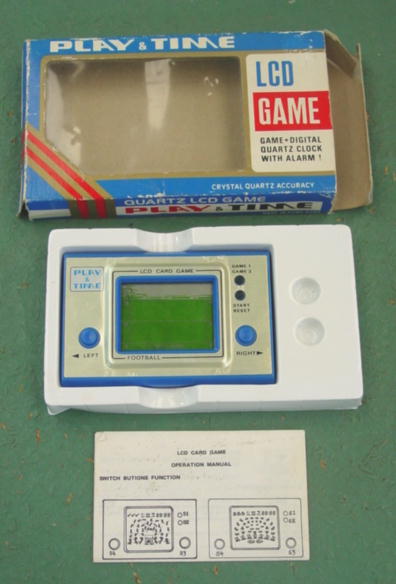 PLAY & TIME
LCD
GAME
GAME+DIGITAL
QUARTZ CLOCK
WITH ALARM !
CRYSTAL QUARTZ ACCURACY
QUARTZ LCD GAME
PLAY & TIME
PLAY
&
TIME
LCD CARD GAME
GAME 1
GAME 2
START
RESET
LEFT
FOOTBALL
RIGHT
LCD CARD GAME
OPERATION MANUAL
SWITCH BUTIONS FUNCTION